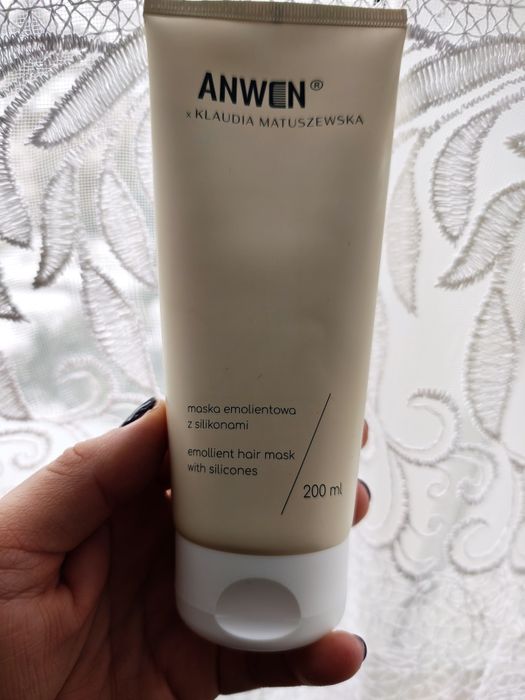 ANWEN®
x KLAUDIA MATUSZEWSKA
maska emolientowa
z silikonami
emollient hair mask
with silicones
200 ml